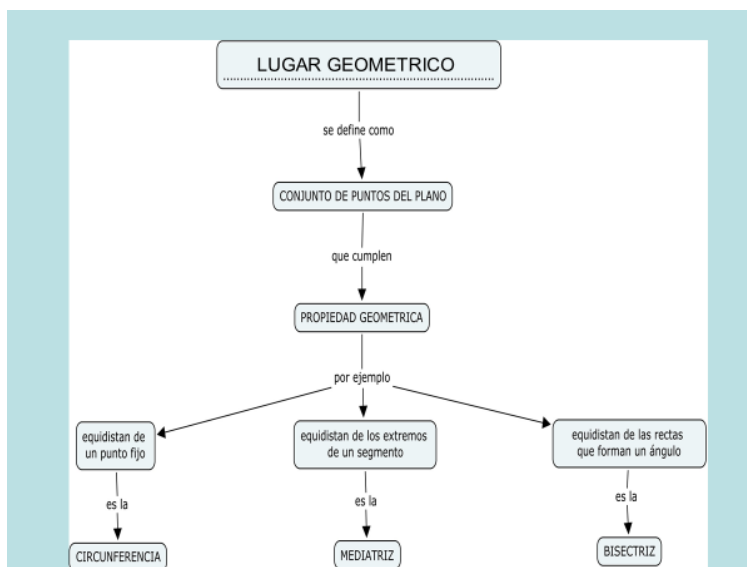 LUGAR GEOMETRICO
se define como
CONJUNTO DE PUNTOS DEL PLANO
que cumplen
PROPIEDAD GEOMETRICA
por ejemplo
equidistan de
un punto fijo
equidistan de los extremos
de un segmento
equidistan de las rectas
que forman un ángulo
es la
es la
es la
CIRCUNFERENCIA
MEDIATRIZ
BISECTRIZ